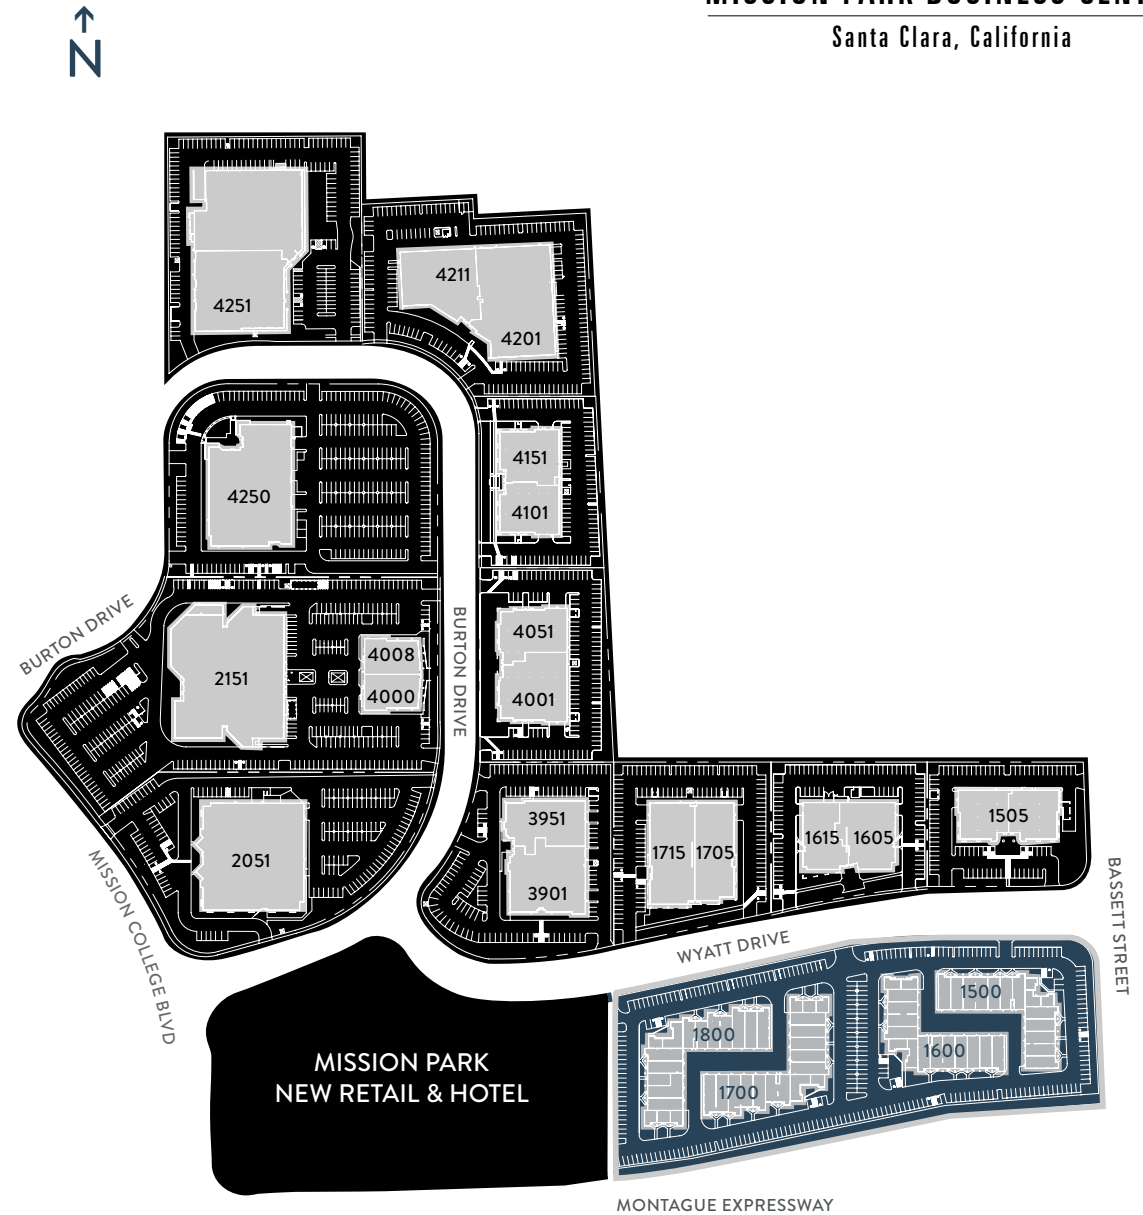 N
Santa Clara, California
4251
4211
4201
4151
4101
4250
4051
4001
2151
4008
4000
BURTON DRIVE
BURTON DRIVE
3951
3901
1715
1705
1615
1605
1505
2051
MISSION COLLEGE BLVD
BASSETT STREET
WYATT DRIVE
1500
1600
1800
1700
MISSION PARK
NEW RETAIL & HOTEL
MONTAGUE EXPRESSWAY